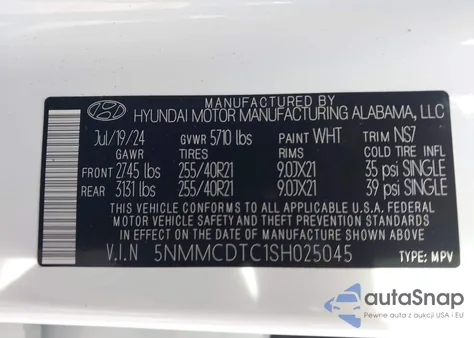 MANUFACTURED BY
HYUNDAI MOTOR MANUFACTURING ALABAMA, LLC
Jul/19/24 GVWR 5710 lbs PAINT WHT TRIM NS7
GAWR TIRES RIMS COLD TIRE INFL
FRONT 2745 lbs 255/40R21 9.0JX21 35 psi SINGLE
REAR 3131 lbs 255/40R21 9.0JX21 39 psi SINGLE
THIS VEHICLE CONFORMS TO ALL APPLICABLE U.S.A. FEDERAL
MOTOR VEHICLE SAFETY AND THEFT PREVENTION STANDARDS
IN EFFECT ON THE DATE OF MANUFACTURE SHOWN ABOVE.
V.I.N 5NMMCDTC1SH025045 TYPE: MPV
autoSnap
Pewne auta z aukcji w USA i EU